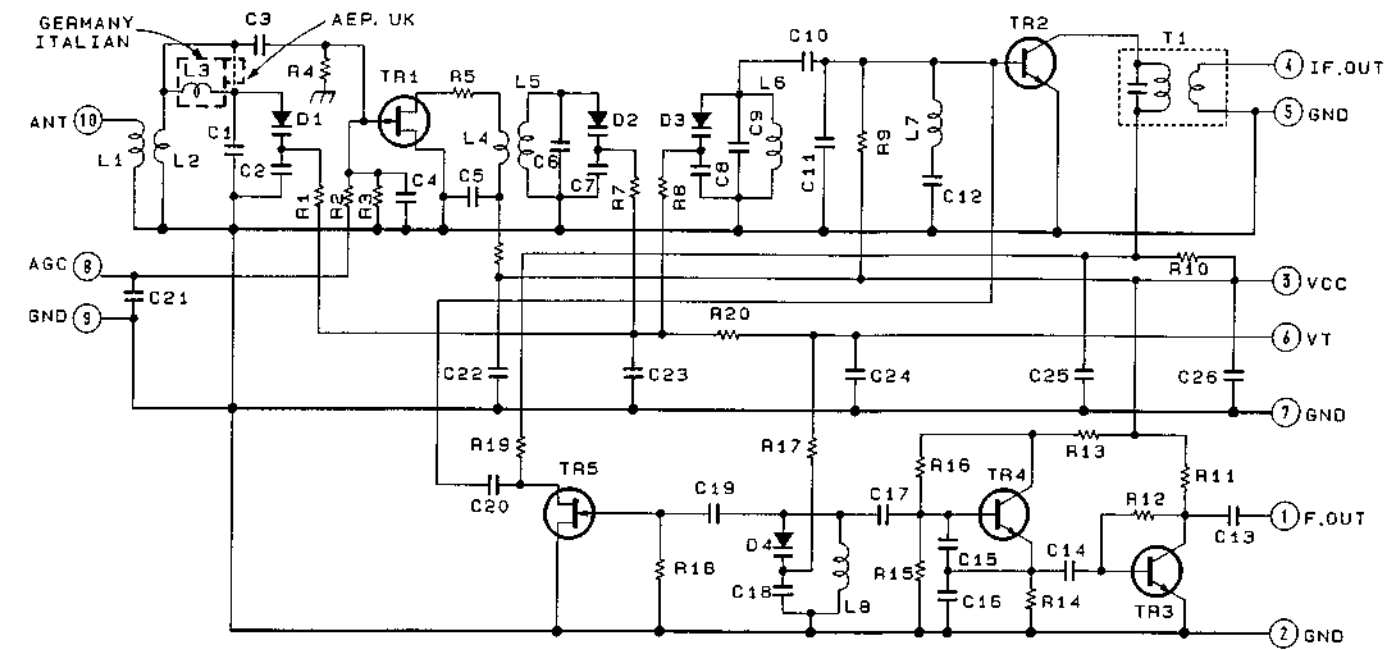 GERMANY
ITALIAN
C3
AEP. UK
TR2
T1
C10
4
IF.OUT
L3
R4
TR1
R5
L5
L6
5
GND
ANT
10
D1
D2
D3
C9
L1
L2
C1
C2
L4
C6
C7
C8
C11
R9
L7
C12
R1
R2
R3
C4
C5
R7
R8
AGC
8
R10
3
VCC
C21
GND
9
R20
6
VT
C22
C23
C24
C25
C26
7
GND
R19
R17
R16
R13
R11
TR5
TR4
R12
C20
C19
C17
1
F.OUT
C13
D4
C15
C14
R18
C18
R15
C16
R14
TR3
L8
2
GND